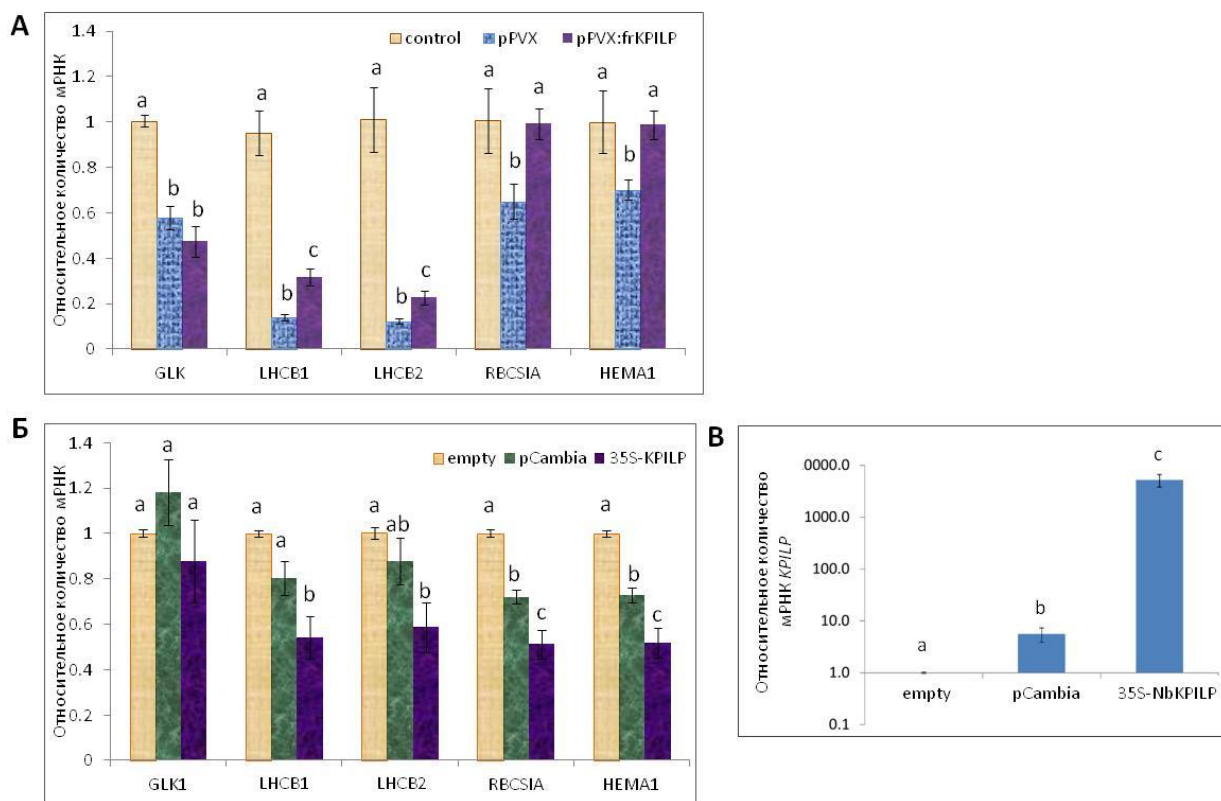 А
Относительное количество мРНК
1.4
1.2
1
0.8
0.6
0.4
0.2
0
control pPVX pPVX:frKPILP
a b b
a b c
a b c
a b a
a b a
GLK LHCB1 LHCB2 RBCSIA HEMA1
Б
Относительное количество мРНК
1.4
1.2
1
0.8
0.6
0.4
0.2
0
empty pCambia 35S-KPILP
a a a
a a b
a ab b
a b c
a b c
GLK1 LHCB1 LHCB2 RBCSIA HEMA1
В
Относительное количество
мРНК KPILP
0000.0
1000.0
100.0
10.0
1.0
0.1
a b c
empty pCambia 35S-NbKPILP